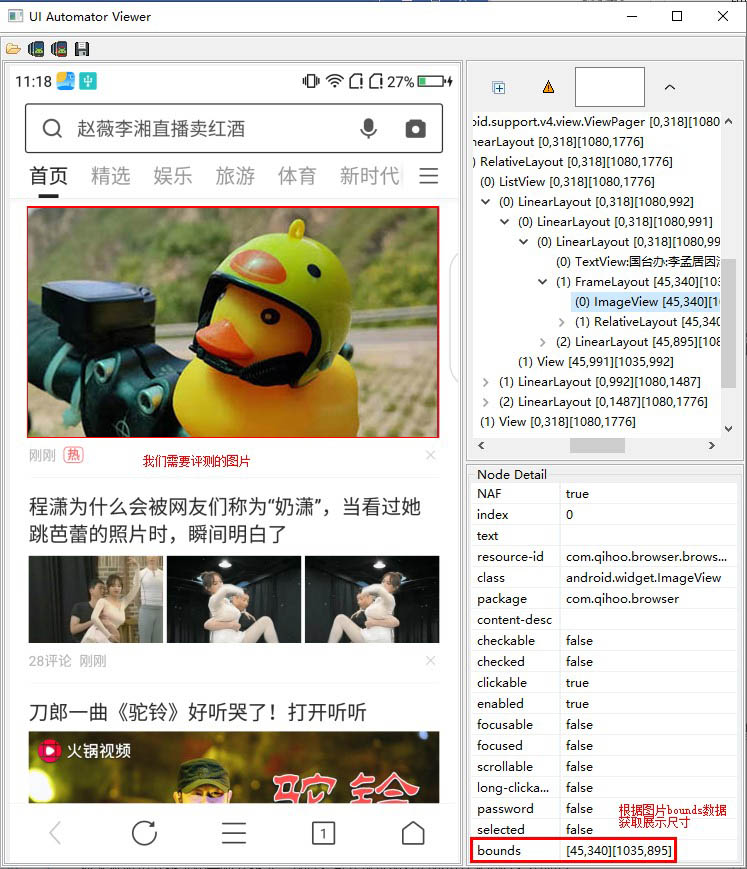 UI Automator Viewer
11:18
27%
赵薇李湘直播卖红酒
首页 精选 娱乐 旅游 体育 新时代
刚刚 热
我们需要评测的图片
程潇为什么会被网友们称为“奶潇”，当看过她
跳芭蕾的照片时，瞬间明白了
28评论 刚刚
刀郎一曲《驼铃》好听哭了！打开听听
火锅视频
驼铃
1
oid.support.v4.view.ViewPager [0,318][1080
nearLayout [0,318][1080,1776]
) RelativeLayout [0,318][1080,1776]
(0) ListView [0,318][1080,1776]
(0) LinearLayout [0,318][1080,992]
(0) LinearLayout [0,318][1080,991]
(0) LinearLayout [0,318][1080,99
(0) TextView:国台办:李孟居因
(1) FrameLayout [45,340][103
(0) ImageView [45,340][1
(1) RelativeLayout [45,340
(2) LinearLayout [45,895][108
(1) View [0,991][1035,992]
(1) LinearLayout [0,992][1080,1487]
(2) LinearLayout [0,1487][1080,1776]
(1) View [0,318][1080,1776]
Node Detail
NAF true
index 0
text
resource-id com.qihoo.browser.brows...
class android.widget.ImageView
package com.qihoo.browser
content-desc
checkable false
checked false
clickable true
enabled true
focusable false
focused false
scrollable false
long-clicka... false
password false
selected false
根据图片bounds数据
获取展示尺寸
bounds [45,340][1035,895]